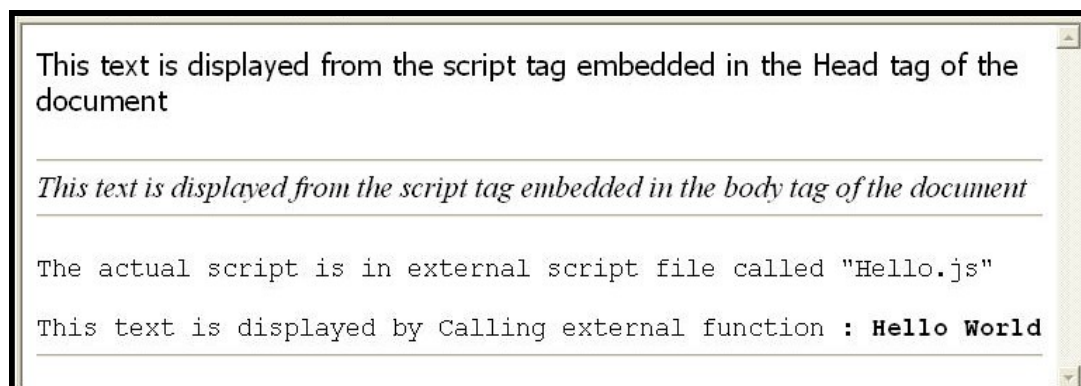 This text is displayed from the script tag embedded in the Head tag of the
document
This text is displayed from the script tag embedded in the body tag of the document
The actual script is in external script file called "Hello.js"
This text is displayed by Calling external function : Hello World